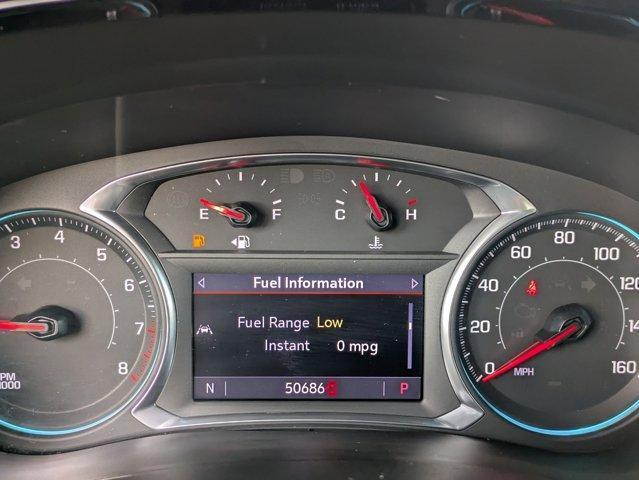 E F
C H
3 4 5 6 7 8
Fuel Information
Fuel Range Low
Instant 0 mpg
N 50686 P
0 20 40 60 80 100 120 160
MPH